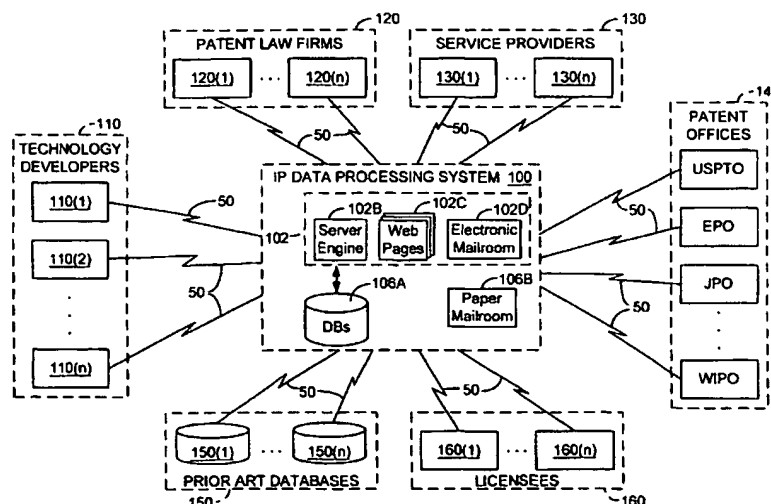 120
130
PATENT LAW FIRMS
120(1) ... 120(n)
SERVICE PROVIDERS
130(1) ... 130(n)
110
14
TECHNOLOGY
DEVELOPERS
110(1)
110(2)
110(n)
50
50
50
50
PATENT
OFFICES
USPTO
EPO
JPO
WIPO
50
50
IP DATA PROCESSING SYSTEM 100
102
102B
102C
102D
Server
Engine
Web
Pages
Electronic
Mailroom
106A
DBs
106B
Paper
Mailroom
50
50
150(1) ... 150(n)
PRIOR ART DATABASES
150
160(1) ... 160(n)
LICENSEES
160